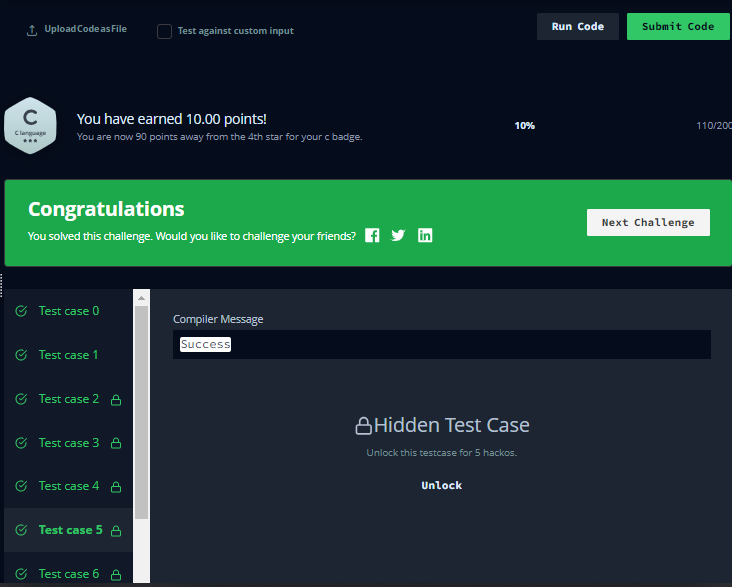 Upload Code as File
Test against custom input
Run Code
Submit Code
C
C language
You have earned 10.00 points!
You are now 90 points away from the 4th star for your c badge.
10%
110/200
Congratulations
You solved this challenge. Would you like to challenge your friends?
Next Challenge
Test case 0
Test case 1
Test case 2
Test case 3
Test case 4
Test case 5
Test case 6
Compiler Message
Success
Hidden Test Case
Unlock this testcase for 5 hackos.
Unlock